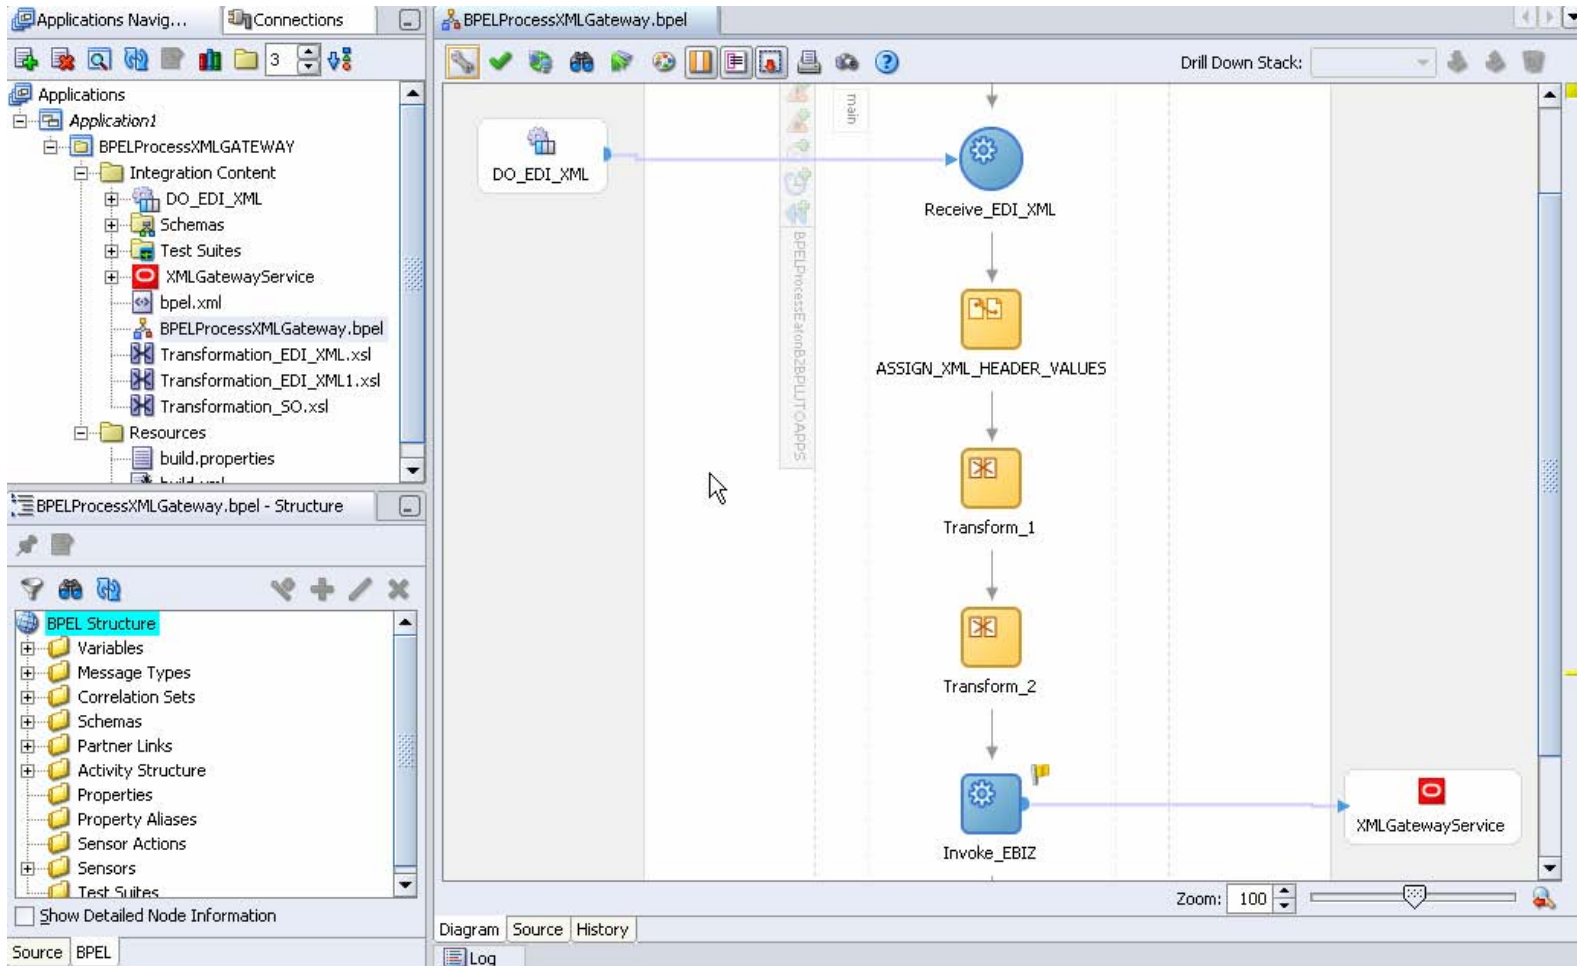 Applications Navig...
Connections
3
Applications
Application1
BPELProcessXMLGATEWAY
Integration Content
DO_EDI_XML
Schemas
Test Suites
XMLGatewayService
bpel.xml
BPELProcessXMLGateway.bpel
Transformation_EDI_XML.xsl
Transformation_EDI_XML1.xsl
Transformation_SO.xsl
Resources
build.properties
BPELProcessXMLGateway.bpel - Structure
BPEL Structure
Variables
Message Types
Correlation Sets
Schemas
Partner Links
Activity Structure
Properties
Property Aliases
Sensor Actions
Sensors
Test Suites
Show Detailed Node Information
Source
BPEL
BPELProcessXMLGateway.bpel
Drill Down Stack:
main
DO_EDI_XML
Receive_EDI_XML
BPELProcessEatonB2BPLUTOAPPS
ASSIGN_XML_HEADER_VALUES
Transform_1
Transform_2
Invoke_EBIZ
XMLGatewayService
Zoom: 100
Diagram
Source
History
Log